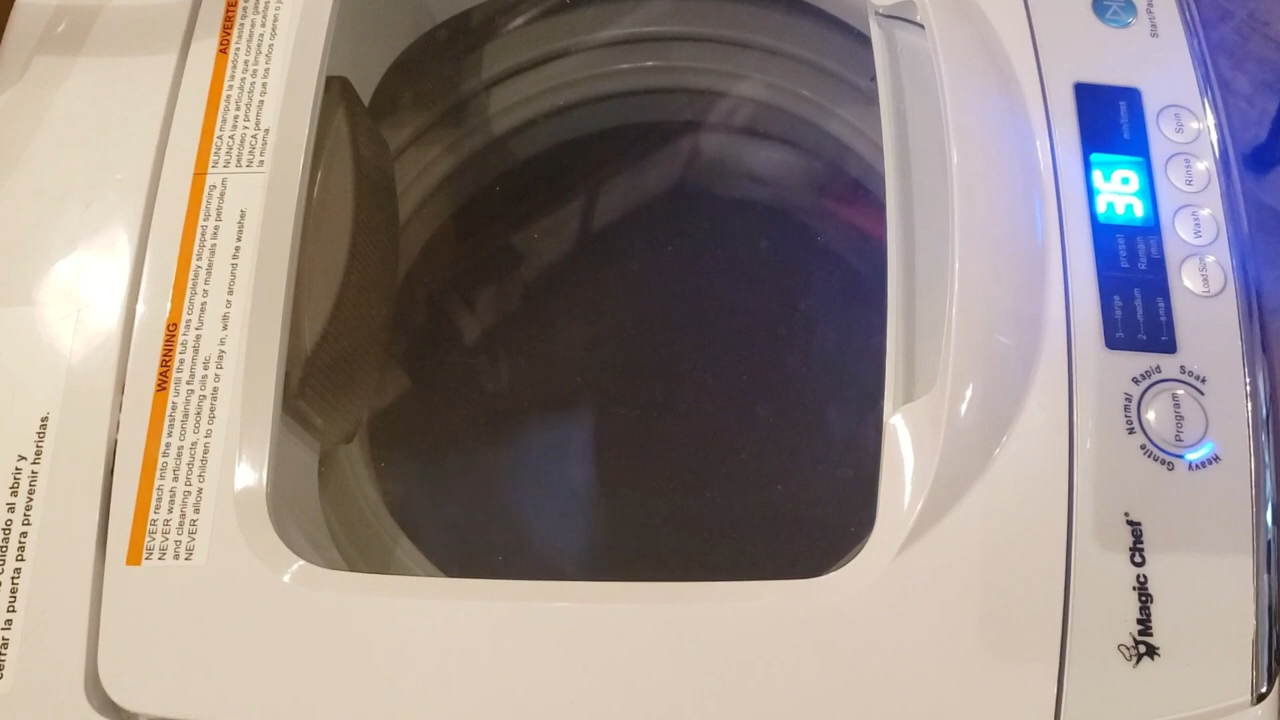 cuidado al abrir y
cerrar la puerta para prevenir heridas.
WARNING
NEVER reach into the washer until the tub has completely stopped spinning.
NEVER wash articles containing flammable fumes or materials like petroleum
and cleaning products, cooking oils etc.
NEVER allow children to operate or play in, with or around the washer.
NUNCA manipule la lavadora hasta que
NUNCA lave artículos que contienen
petróleo y productos de limpieza,
NUNCA permita que los niños operen o
la misma.
Start/
36
preset
Remain
(min)
3----large
2----medium
1----small
Spin
Rinse
Wash
Load
Rapid
Soak
Normal
Program
Gentle
Heavy
Magic Chef®